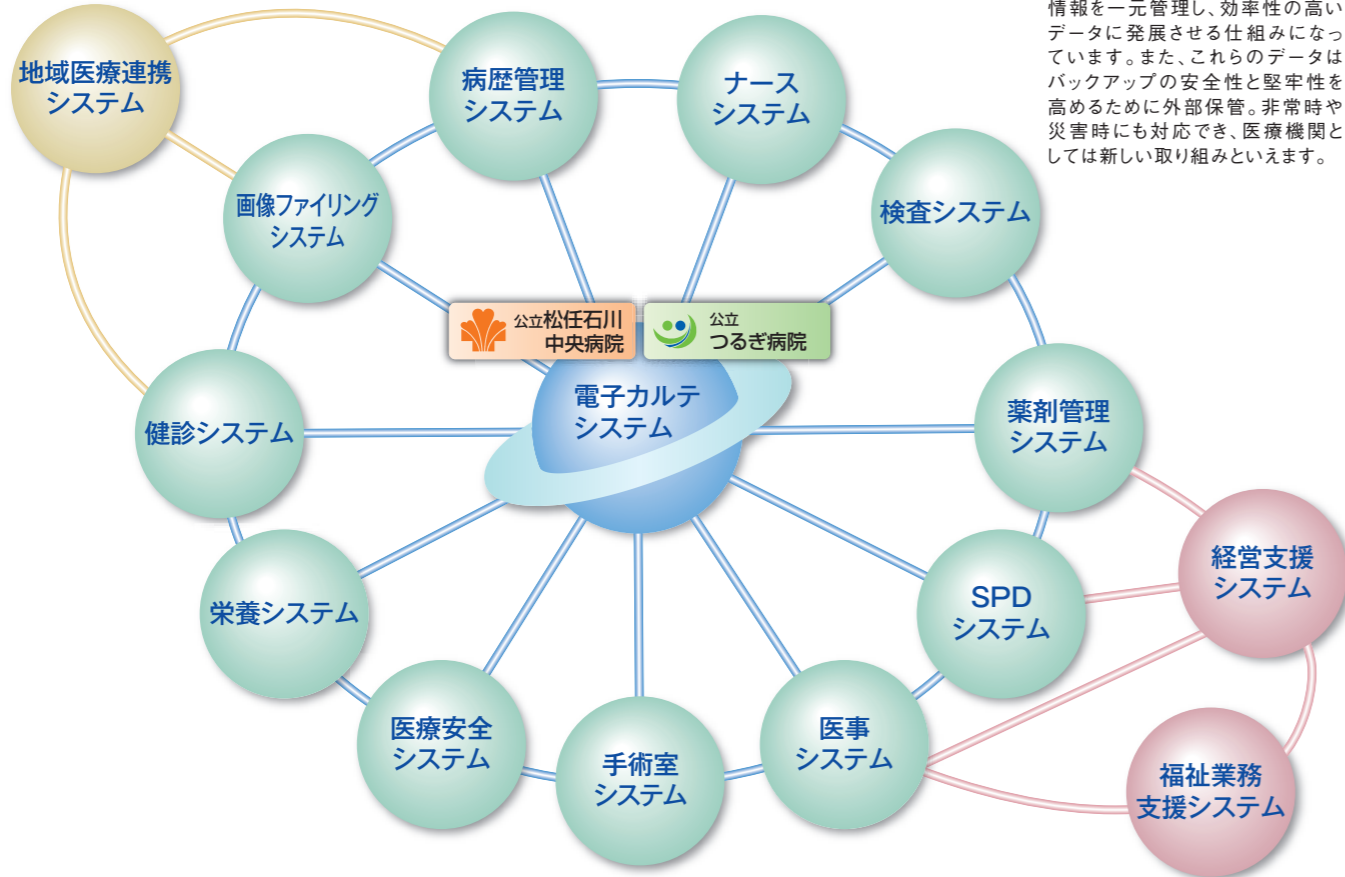 情報を一元管理し、効率性の高い
データに発展させる仕組みになっ
ています。また、これらのデータは
バックアップの安全性と堅牢性を
高めるために外部保管。非常時や
災害時にも対応でき、医療機関と
しては新しい取り組みといえます。
地域医療連携
システム
病歴管理
システム
ナース
システム
画像ファイリング
システム
検査システム
公立松任石川
中央病院
公立
つるぎ病院
電子カルテ
システム
健診システム
薬剤管理
システム
栄養システム
SPD
システム
経営支援
システム
医療安全
システム
手術室
システム
医事
システム
福祉業務
支援システム